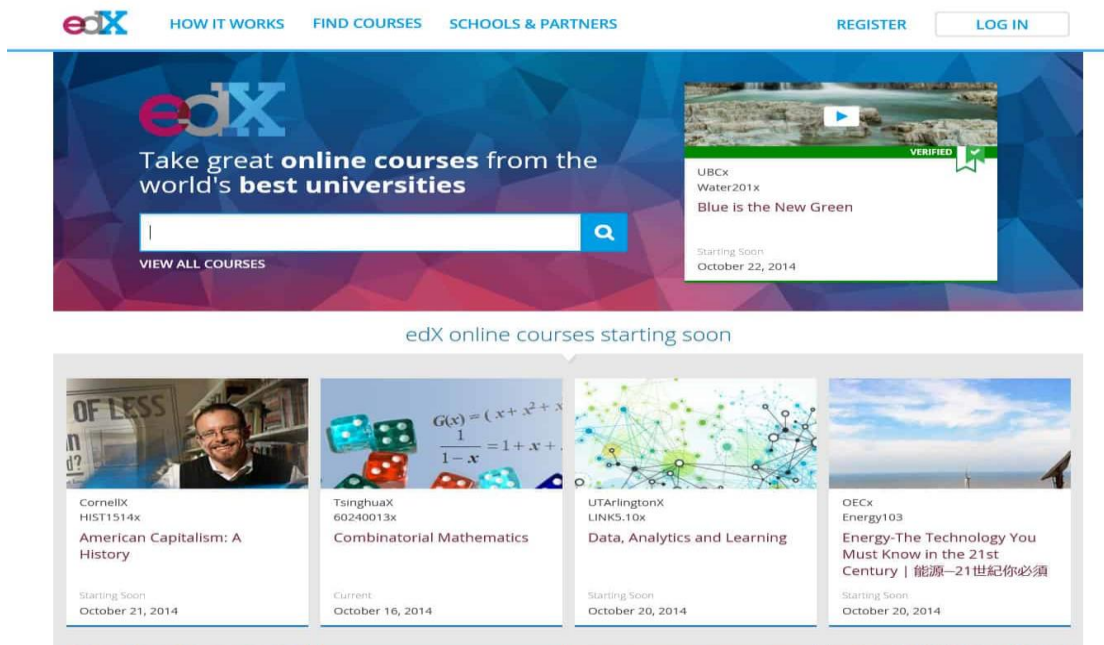 edX HOW IT WORKS FIND COURSES SCHOOLS & PARTNERS REGISTER LOG IN
edX
Take great online courses from the
world's best universities
VIEW ALL COURSES
VERIFIED
UBCx
Water201x
Blue is the New Green
Starting Soon
October 22, 2014
edX online courses starting soon
OF LESS
CornellX
HIST1514x
American Capitalism: A
History
Starting Soon
October 21, 2014
G(x) = ( x + x² + x
1
1 − x
= 1 + x +
TsinghuaX
60240013x
Combinatorial Mathematics
Current
October 16, 2014
UTArlingtonX
LINK5.10x
Data, Analytics and Learning
Starting Soon
October 20, 2014
OECx
Energy103
Energy-The Technology You
Must Know in the 21st
Century | 能源—21世紀你必須
Starting Soon
October 20, 2014